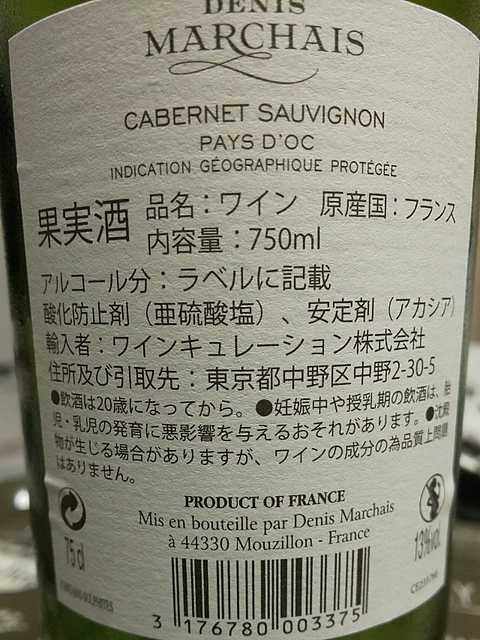 DENIS
MARCHAIS
CABERNET SAUVIGNON
PAYS D'OC
INDICATION GÉOGRAPHIQUE PROTÉGÉE
果実酒 品名：ワイン 原産国：フランス
内容量：750ml
アルコール分：ラベルに記載
酸化防止剤（亜硫酸塩）、安定剤（アカシア）
輸入者：ワインキュレーション株式会社
住所及び引取先：東京都中野区中野2-30-5
●飲酒は20歳になってから。●妊娠中や授乳期の飲酒は、胎
児・乳児の発育に悪影響を与えるおそれがあります。●沈殿
物が生じる場合がありますが、ワインの成分の為品質上問題
はありません。
PRODUCT OF FRANCE
Mis en bouteille par Denis Marchais
à 44330 Mouzillon - France
75 cl
13%vol.
CONTAINS SULPHITES
3 176780 003375